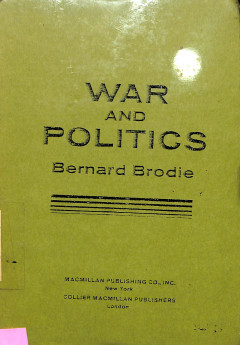 WAR
AND
POLITICS
Bernard Brodie
MACMILLAN PUBLISHING CO., INC.
New York
COLLIER MACMILLAN PUBLISHERS
London